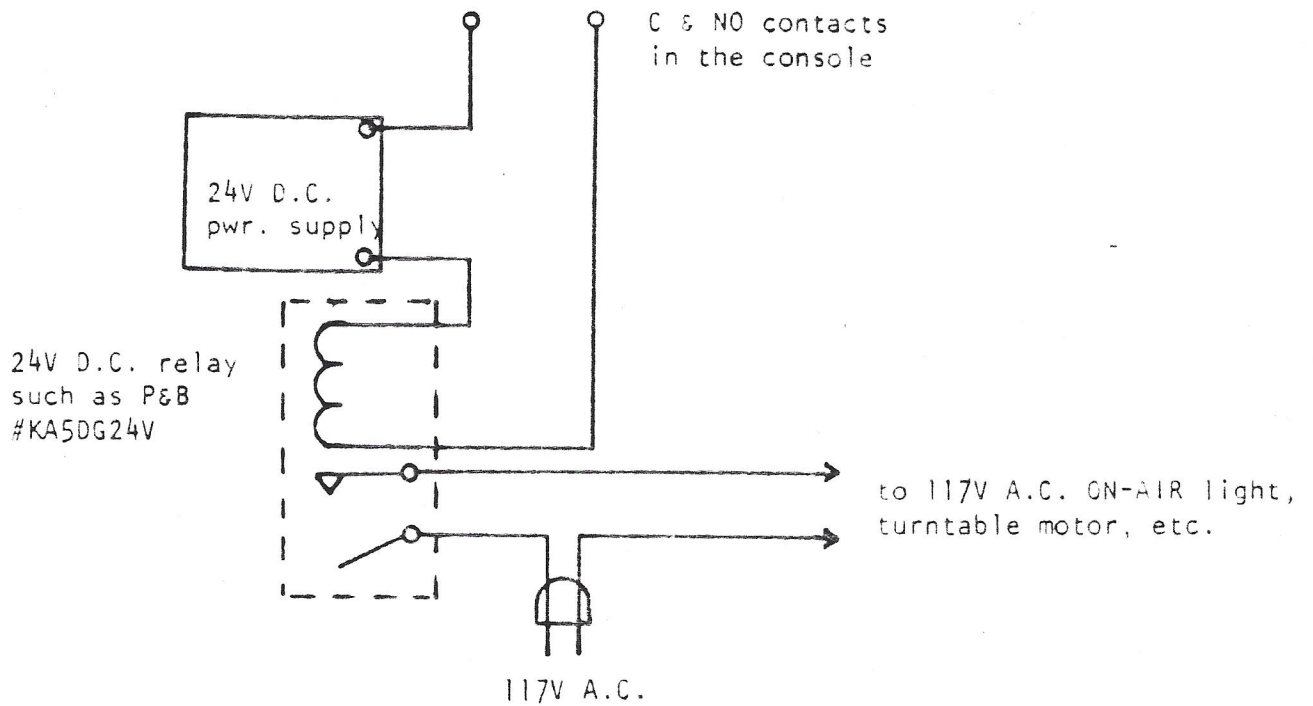 C & NO contacts
in the console
24V D.C.
pwr. supply
24V D.C. relay
such as P&B
#KA5DG24V
to 117V A.C. ON-AIR light,
turntable motor, etc.
117V A.C.